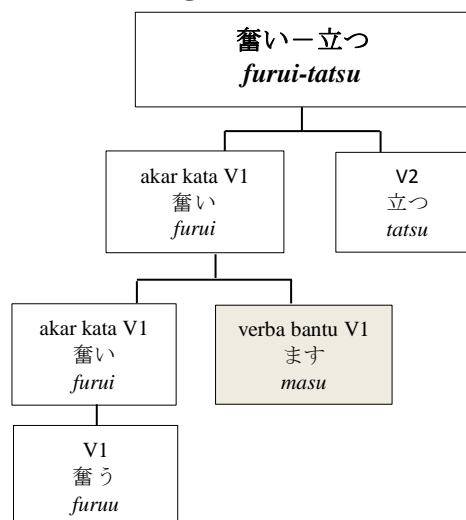 奮い－立つ
furui-tatsu
akar kata V1
奮い
furui
V2
立つ
tatsu
akar kata V1
奮い
furui
verba bantu V1
ます
masu
V1
奮う
furuu